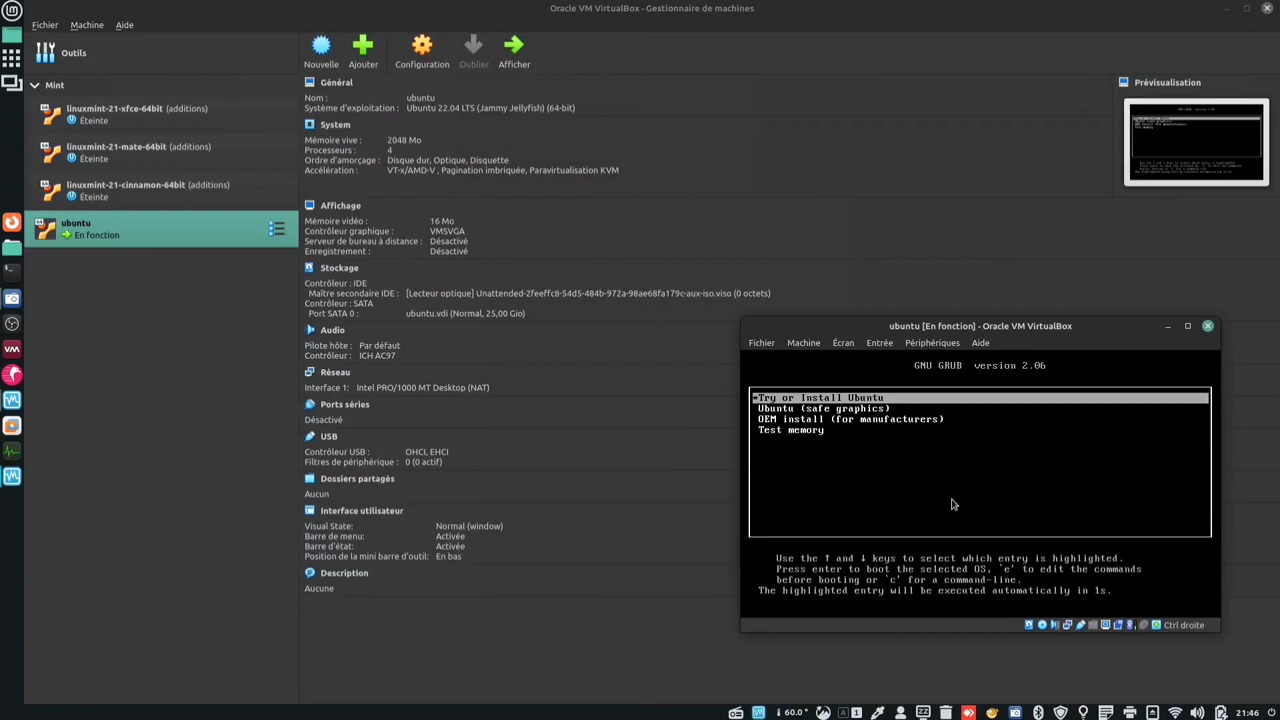 Oracle VM VirtualBox - Gestionnaire de machines
Fichier Machine Aide
Outils
Nouvelle Ajouter Configuration Oublier Afficher
Mint
linuxmint-21-xfce-64bit (additions)
Éteinte
linuxmint-21-mate-64bit (additions)
Éteinte
linuxmint-21-cinnamon-64bit (additions)
Éteinte
ubuntu
En fonction
Général
Nom : ubuntu
Système d'exploitation : Ubuntu 22.04 LTS (Jammy Jellyfish) (64-bit)
System
Mémoire vive : 2048 Mo
Processeurs : 4
Ordre d'amorçage : Disque dur, Optique, Disquette
Accélération : VT-x/AMD-V , Pagination imbriquée, Paravirtualisation KVM
Affichage
Mémoire vidéo : 16 Mo
Contrôleur graphique : VMSVGA
Serveur de bureau à distance : Désactivé
Enregistrement : Désactivé
Stockage
Contrôleur : IDE
Maître secondaire IDE : [Lecteur optique] Unattended-2feeffc8-54d5-484b-972a-98ae68fa179c-aux-iso.viso (0 octets)
Contrôleur : SATA
Port SATA 0 : ubuntu.vdi (Normal, 25,00 Gio)
Audio
Pilote hôte : Par défaut
Contrôleur : ICH AC97
Réseau
Interface 1: Intel PRO/1000 MT Desktop (NAT)
Ports séries
Désactivé
USB
Contrôleur USB : OHCI, EHCI
Filtres de périphérique : 0 (0 actif)
Dossiers partagés
Aucun
Interface utilisateur
Visual State: Normal (window)
Barre de menu: Activée
Barre d'état: Activée
Position de la mini barre d'outil: En bas
Description
Aucune
Prévisualisation
ubuntu [En fonction] - Oracle VM VirtualBox
Fichier Machine Écran Entrée Périphériques Aide
GNU GRUB version 2.06
*Try or Install Ubuntu
Ubuntu (safe graphics)
OEM install (for manufacturers)
Test memory
Use the ↑ and ↓ keys to select which entry is highlighted.
Press enter to boot the selected OS, `e' to edit the commands
before booting or `c' for a command-line.
The highlighted entry will be executed automatically in 1s.
Ctrl droite
60.0° A 1 21:46